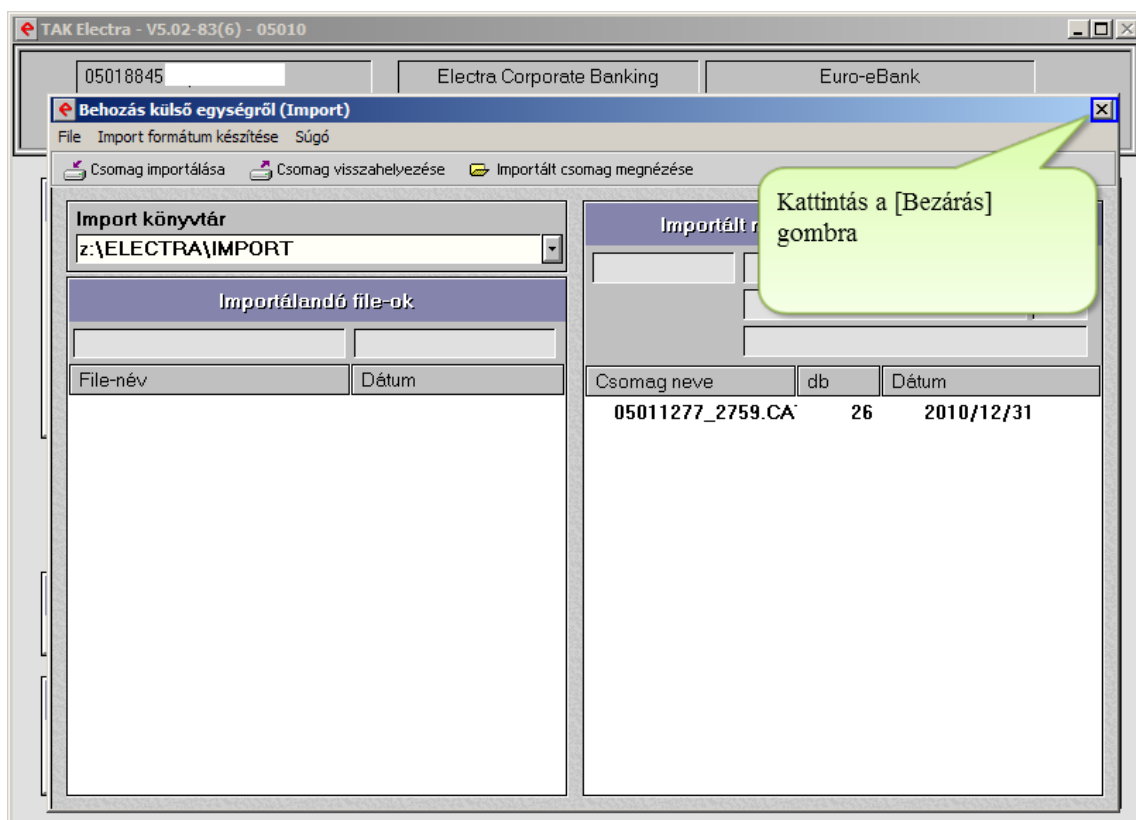 TAK Electra - V5.02-83(6) - 05010
05018845 Electra Corporate Banking Euro-eBank
Behozás külső egységről (Import)
File Import formátum készítése Súgó
Csomag importálása Csomag visszahelyezése Importált csomag megnézése
Kattintás a [Bezárás]
gombra
Import könyvtár
z:\ELECTRA\IMPORT
Importált
Importálandó file-ok
File-név Dátum
Csomag neve db Dátum
05011277_2759.CA 26 2010/12/31